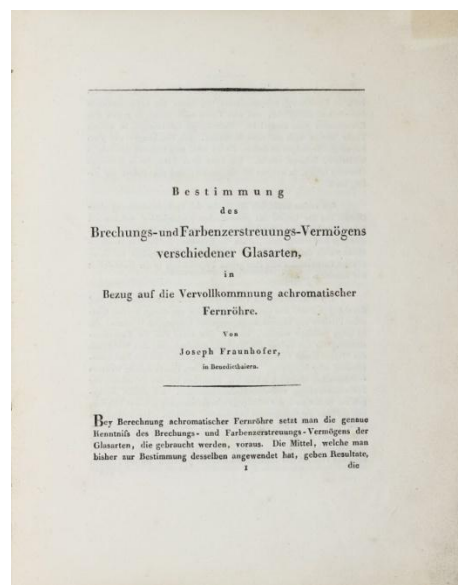 Bestimmung
des
Brechungs- und Farbenzerstreuungs-Vermögens
verschiedener Glasarten,
in
Bezug auf die Vervollkommnung achromatischer
Fernröhre.
Von
Joseph Fraunhofer,
in Benedictbaiern.
Bey Berechnung achromatischer Fernröhre setzt man die genaue
Kenntniſs des Brechungs- und Farbenzerstreuungs-Vermögens der
Glasarten, die gebraucht werden, voraus. Die Mittel, welche man
bisher zur Bestimmung desselben angewendet hat, geben Resultate,
1
die